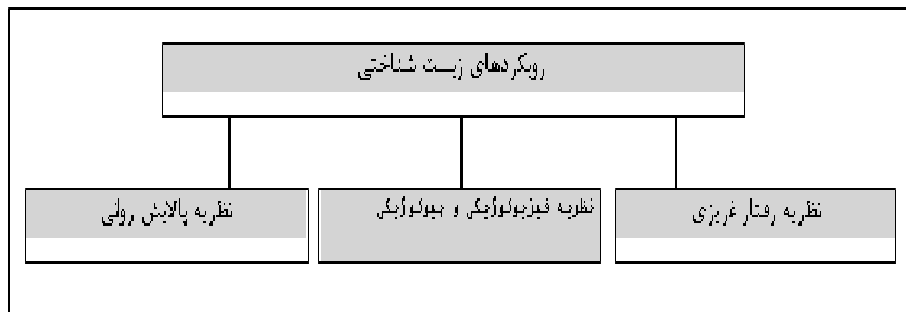 رویکردهای زیست شناختی
نظریه رفتار غریزی
نظریه فیزیولوژیکی و بیولوژیکی
نظریه پالایش روانی